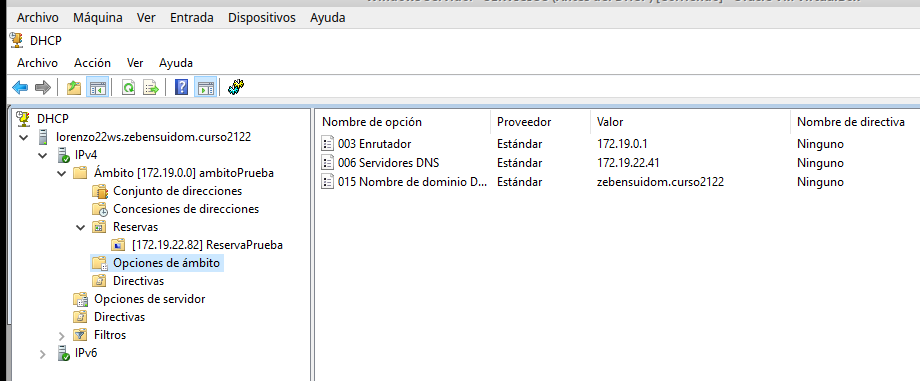 Archivo Máquina Ver Entrada Dispositivos Ayuda
DHCP
Archivo Acción Ver Ayuda
DHCP
lorenzo22ws.zebensuidom.curso2122
IPv4
Ámbito [172.19.0.0] ambitoPrueba
Conjunto de direcciones
Concesiones de direcciones
Reservas
[172.19.22.82] ReservaPrueba
Opciones de ámbito
Directivas
Opciones de servidor
Directivas
Filtros
IPv6
Nombre de opción Proveedor Valor Nombre de directiva
003 Enrutador Estándar 172.19.0.1 Ninguno
006 Servidores DNS Estándar 172.19.22.41 Ninguno
015 Nombre de dominio D... Estándar zebensuidom.curso2122 Ninguno